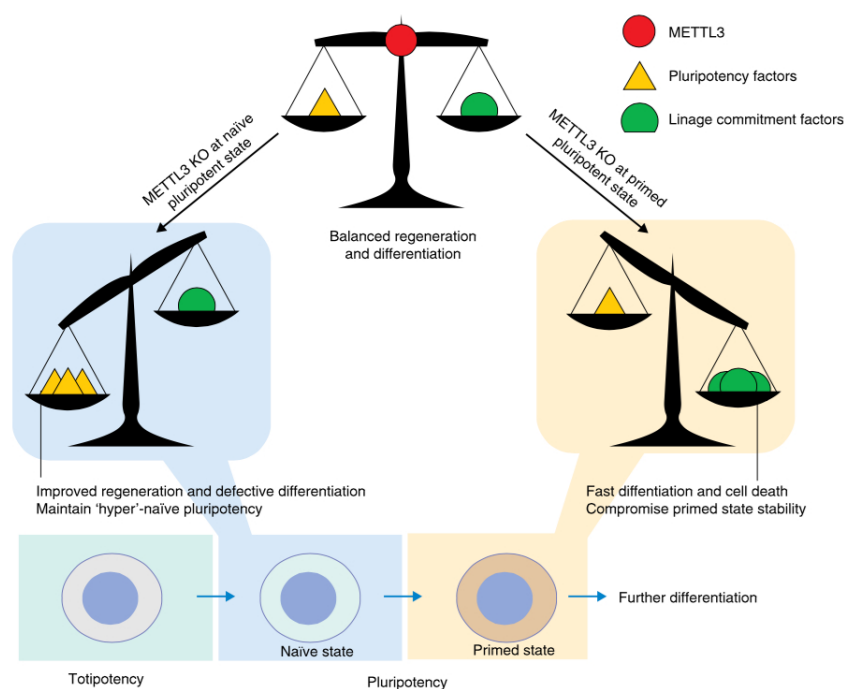 METTL3
Pluripotency factors
Linage commitment factors
METTL3 KO at naïve
pluripotent state
METTL3 KO at primed
pluripotent state
Balanced regeneration
and differentiation
Improved regeneration and defective differentiation
Maintain ‘hyper’-naïve pluripotency
Fast diffentiation and cell death
Compromise primed state stability
Further differentiation
Naïve state
Primed state
Totipotency
Pluripotency